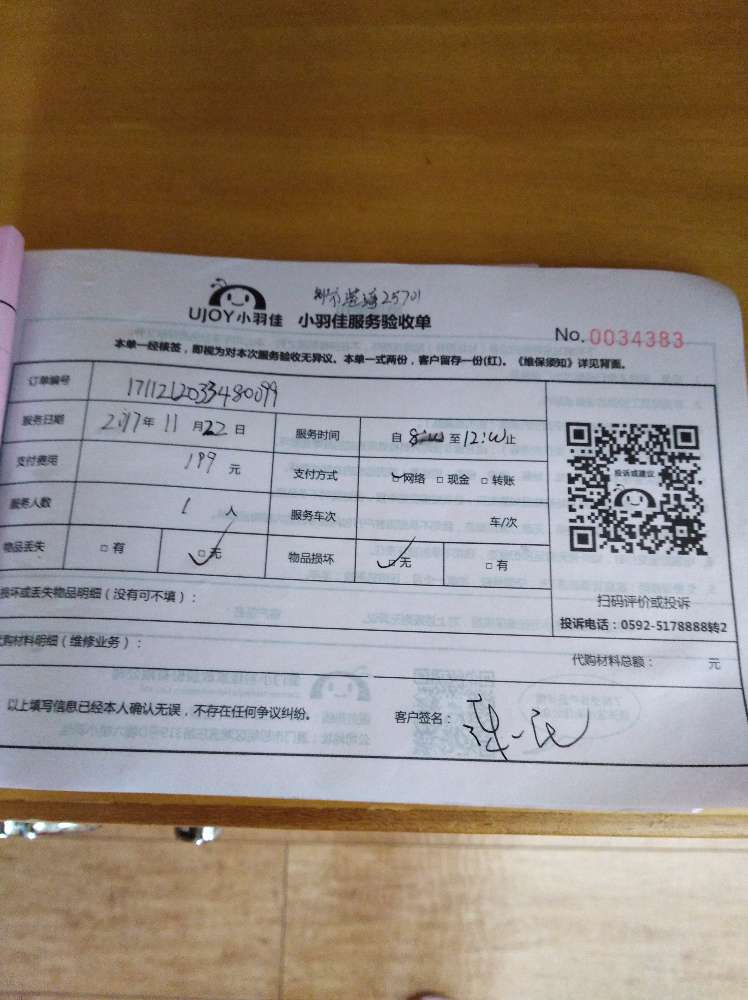 UJOY小羽佳 小羽佳服务验收单
25701
No.0034383
本单一经核签，即视为对本次服务验收无异议。本单一式两份，客户留存一份(红)。《维保须知》详见背面。
订单编号 1711212033480099
服务日期 2017年11月22日 服务时间 自 8:00 至 12:00 止
支付费用 199 元 支付方式 网络 现金 转账
服务人数 1 人 服务车次 车/次
物品丢失 有 无 物品损坏 无 有
投诉或建议
扫码评价或投诉
投诉电话：0592-5178888转2
损坏或丢失物品明细（没有可不填）：
代购材料明细（维修业务）：
代购材料总额： 元
以上填写信息已经本人确认无误，不存在任何争议纠纷。
客户签名：